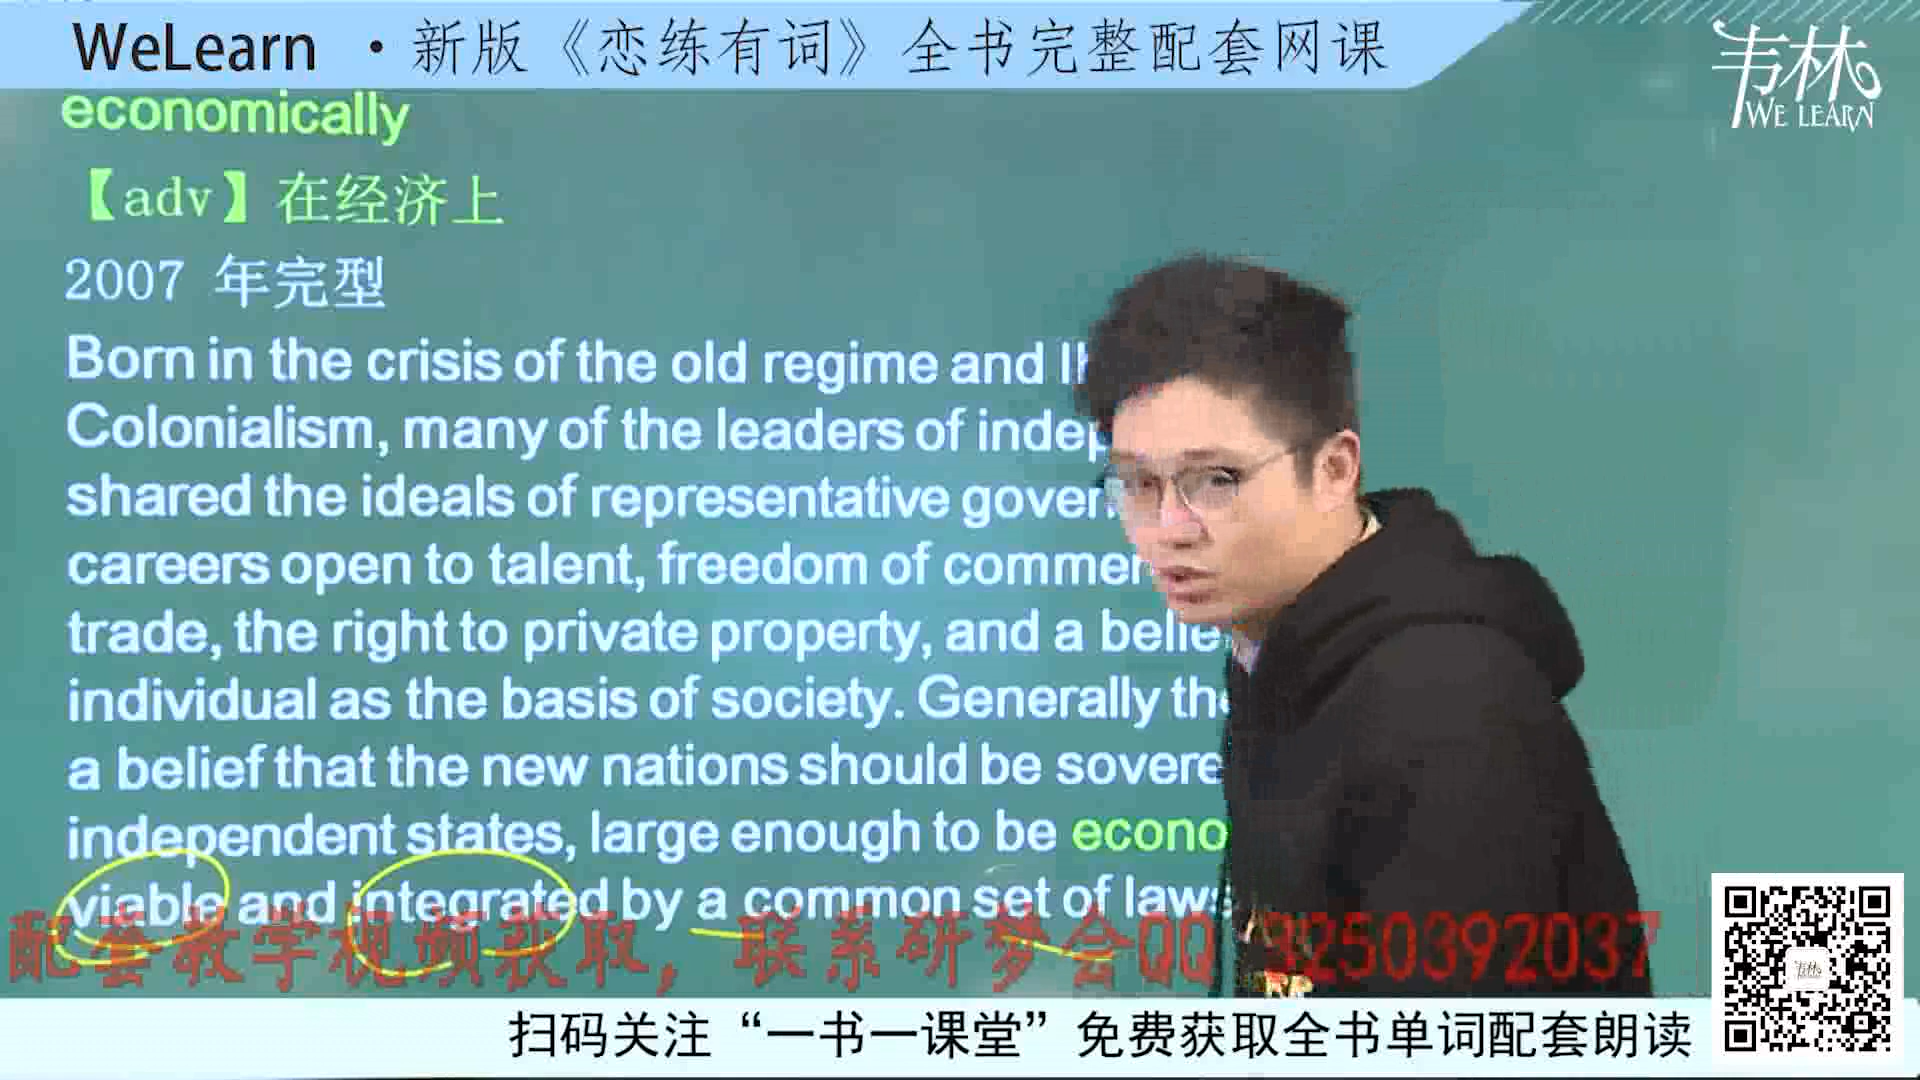 WeLearn ·新版《恋练有词》全书完整配套网课
韦林
WE LEARN
economically
【adv】在经济上
2007 年完型
Born in the crisis of the old regime and
Colonialism, many of the leaders of indep
shared the ideals of representative gover
careers open to talent, freedom of commer
trade, the right to private property, and a belie
individual as the basis of society. Generally the
a belief that the new nations should be sovere
independent states, large enough to be econo
viable and integrated by a common set of laws
配套教学视频获取，联系研梦会QQ 3250392037
扫码关注“一书一课堂”免费获取全书单词配套朗读